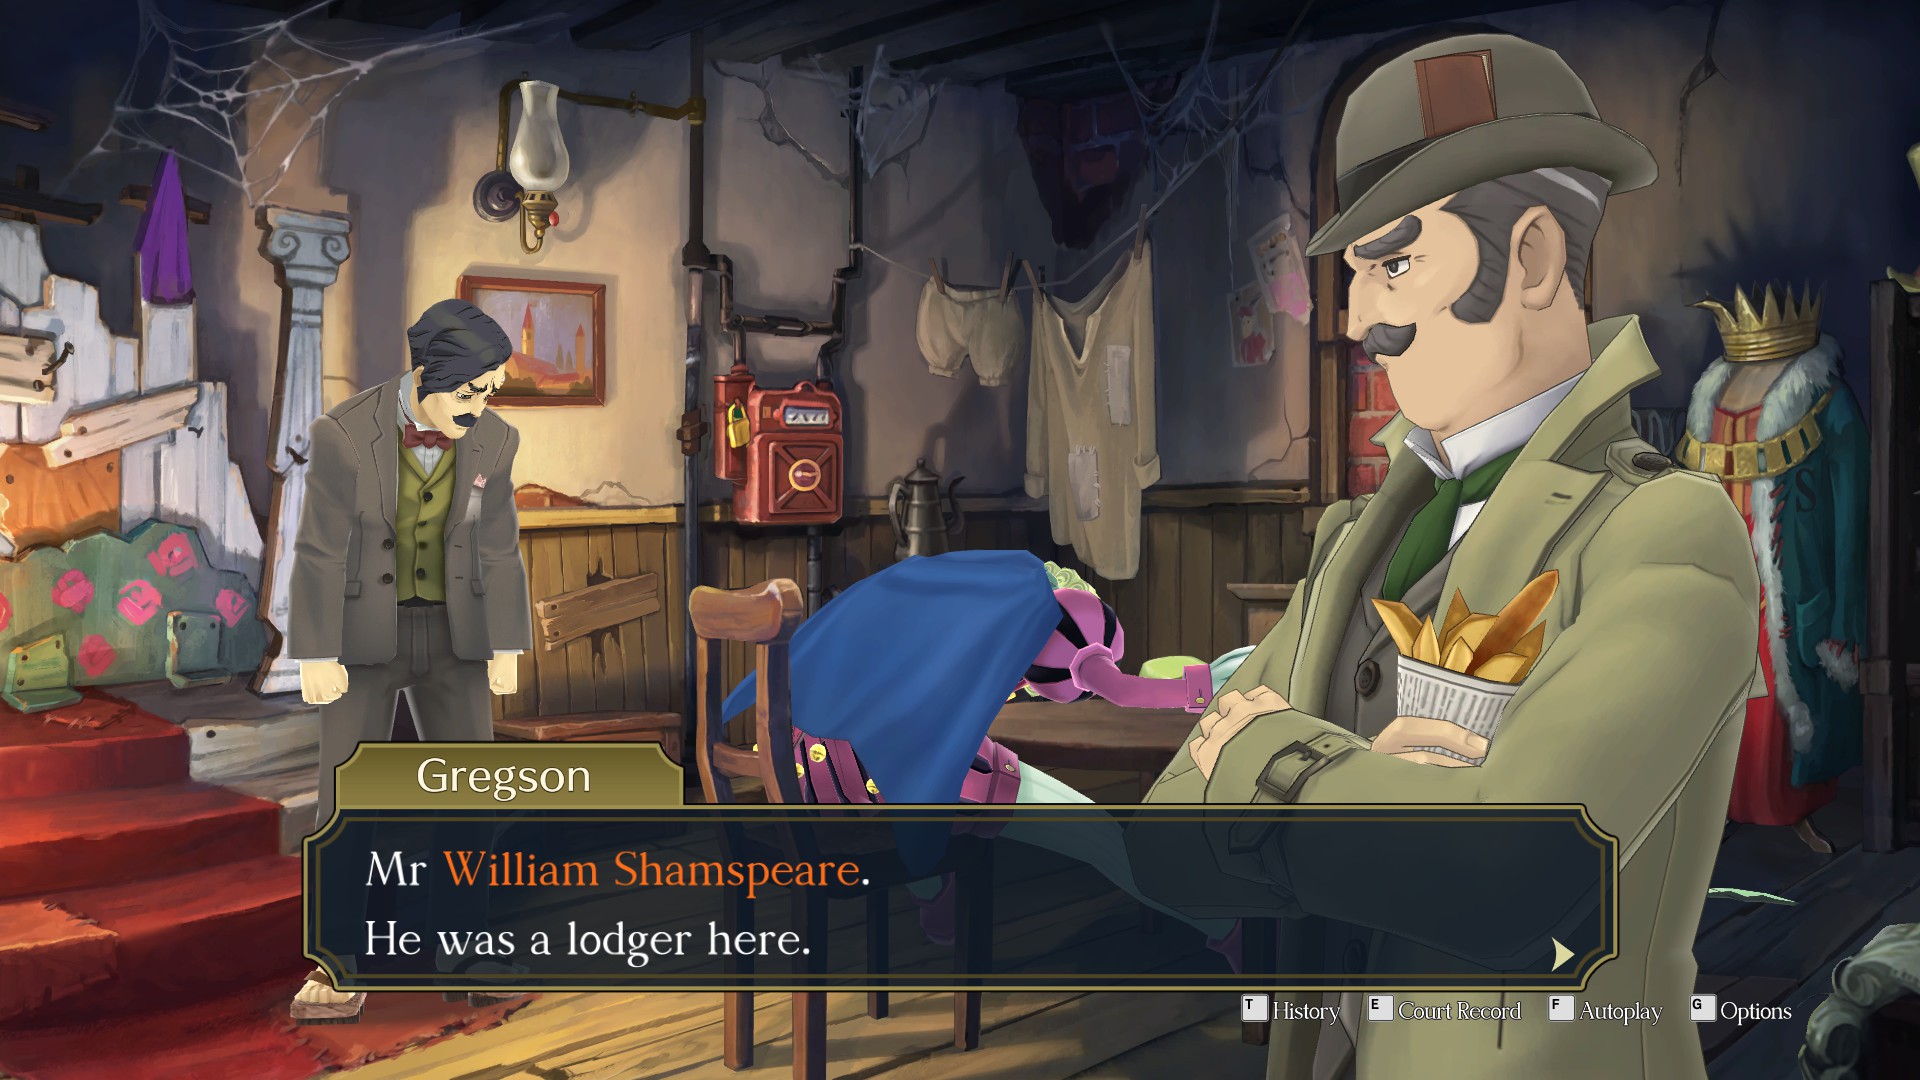 Gregson
Mr William Shamspeare.
He was a lodger here.
T History E Court Record F Autoplay G Options
S